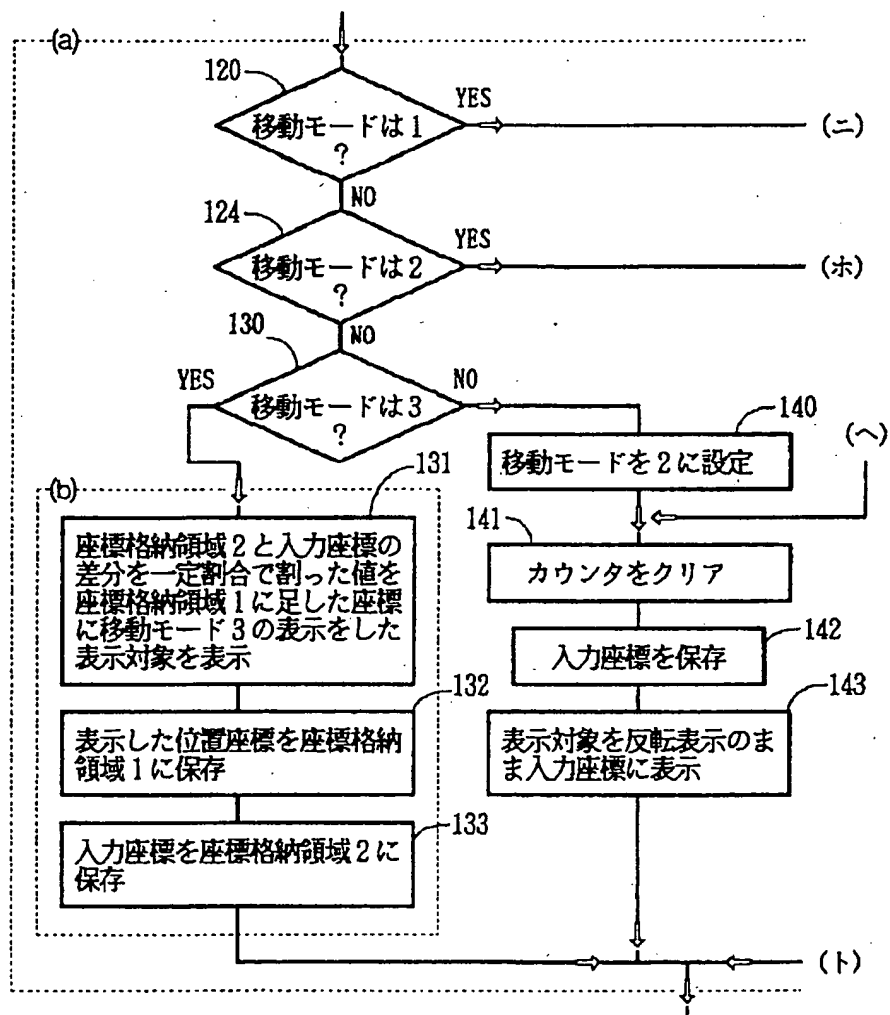 (a)
120
移動モードは1
?
YES
(ニ)
NO
124
移動モードは2
?
YES
(ホ)
NO
130
移動モードは3
?
YES
NO
140
移動モードを2に設定
(ヘ)
(b)
131
座標格納領域2と入力座標の
差分を一定割合で割った値を
座標格納領域1に足した座標
に移動モード3の表示をした
表示対象を表示
141
カウンタをクリア
142
入力座標を保存
132
表示した位置座標を座標格納
領域1に保存
143
表示対象を反転表示のま
ま入力座標に表示
133
入力座標を座標格納領域2に
保存
(ト)